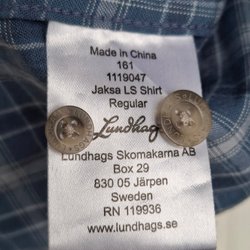 Made in China
161
1119047
Jaksa LS Shirt
Regular
Lundhags
Lundhags Skomakarna AB
Box 29
830 05 Järpen
Sweden
RN 119936
www.lundhags.se